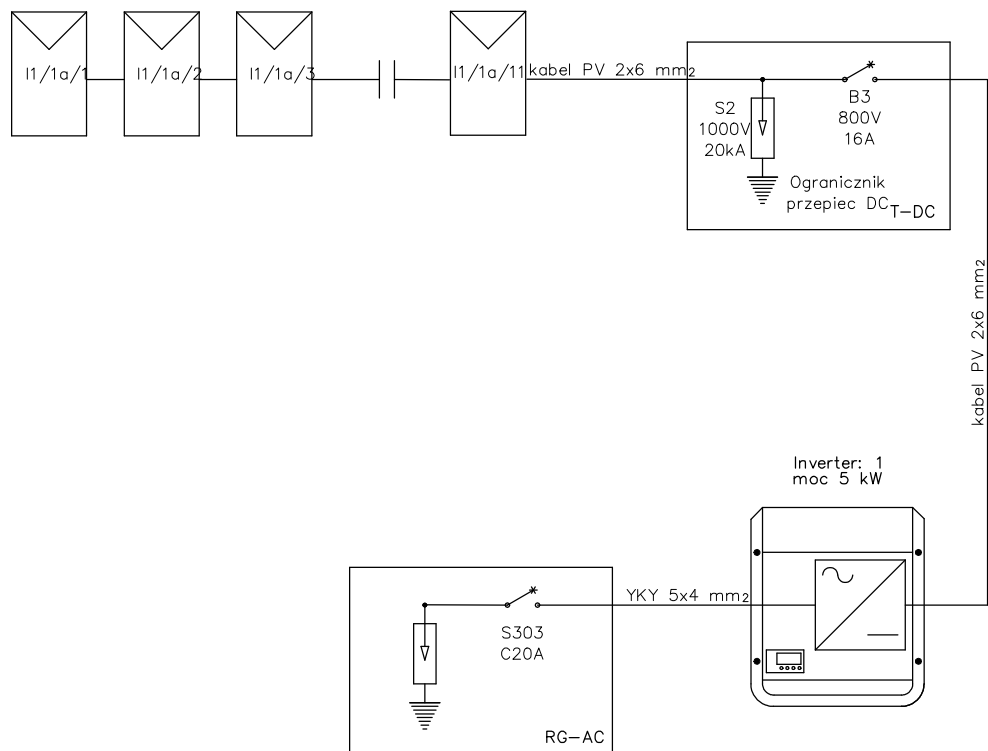 I1/1a/1
I1/1a/2
I1/1a/3
I1/1a/11
kabel PV 2x6 mm2
S2
1000V
20kA
B3
800V
16A
Ogranicznik
przepiec DC
T-DC
kabel PV 2x6 mm2
Inverter: 1
moc 5 kW
YKY 5x4 mm2
S303
C20A
RG-AC